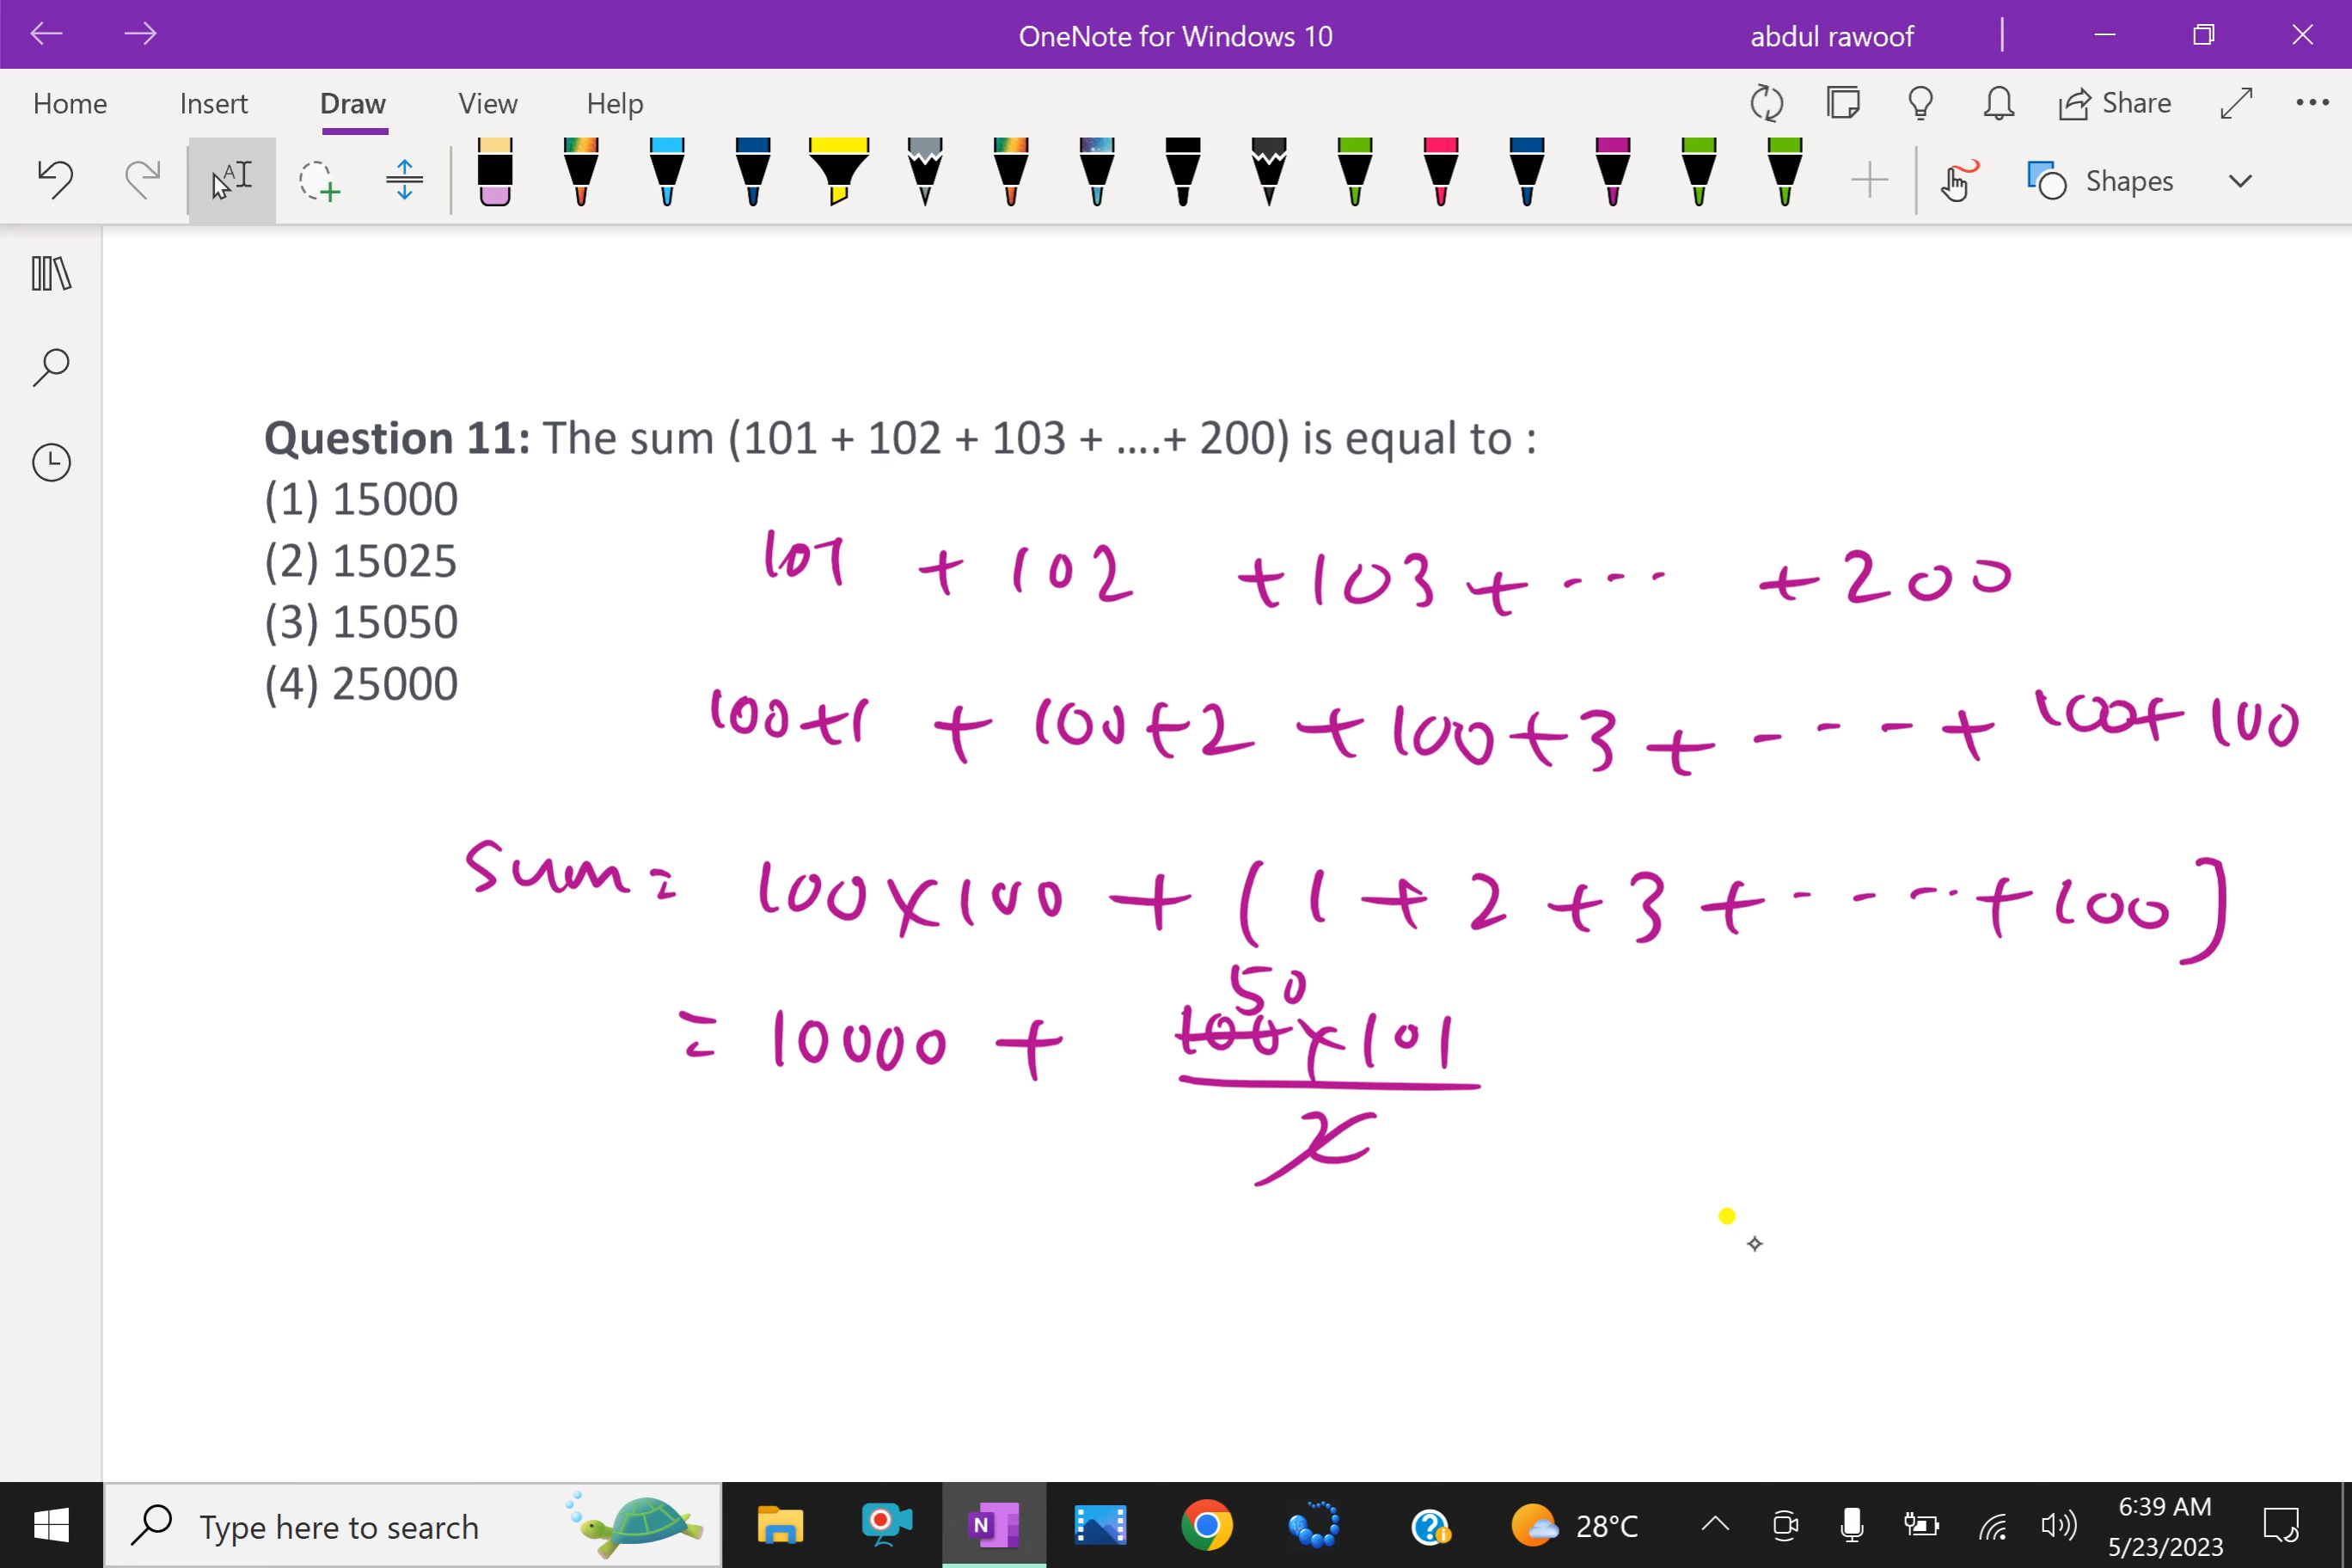 OneNote for Windows 10
abdul rawoof
Home Insert Draw View Help
Share
Shapes
Question 11: The sum (101 + 102 + 103 + ....+ 200) is equal to :
(1) 15000
(2) 15025
(3) 15050
(4) 25000
101 + 102 + 103 + --- + 200
100+1 + 100+2 + 100+3 + ---- + 100+ 100
Sum = 100×100 + ( 1 + 2 + 3 + ----- + 100 )
50
= 10000 + 100×101
2
Type here to search
N
28°C
6:39 AM
5/23/2023